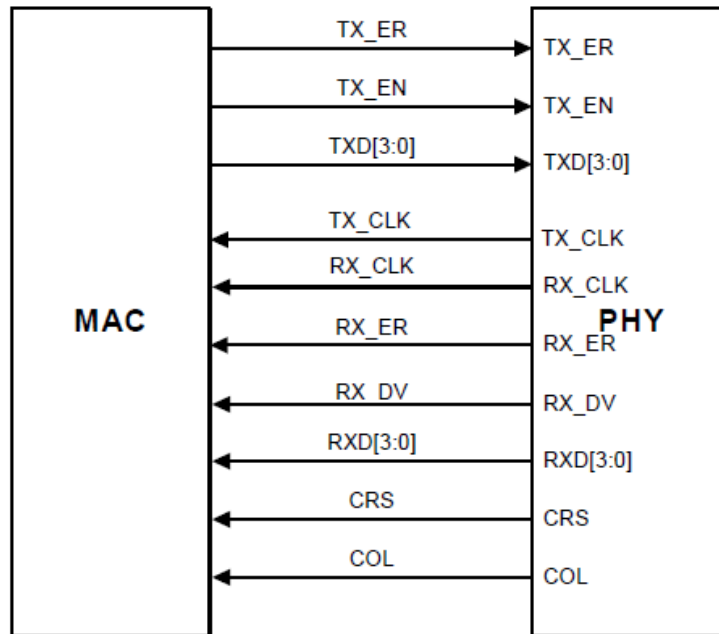 TX_ER
TX_ER
TX_EN
TX_EN
TXD[3:0]
TXD[3:0]
TX_CLK
TX_CLK
RX_CLK
RX_CLK
MAC
PHY
RX_ER
RX_ER
RX_DV
RX_DV
RXD[3:0]
RXD[3:0]
CRS
CRS
COL
COL